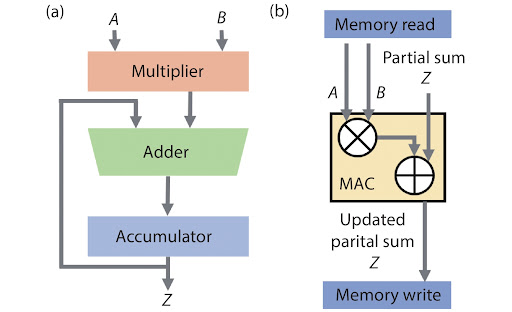 (a)
A
B
Multiplier
Adder
Accumulator
Z
(b)
Memory read
Partial sum
Z
A
B
MAC
Updated
parital sum
Z
Memory write